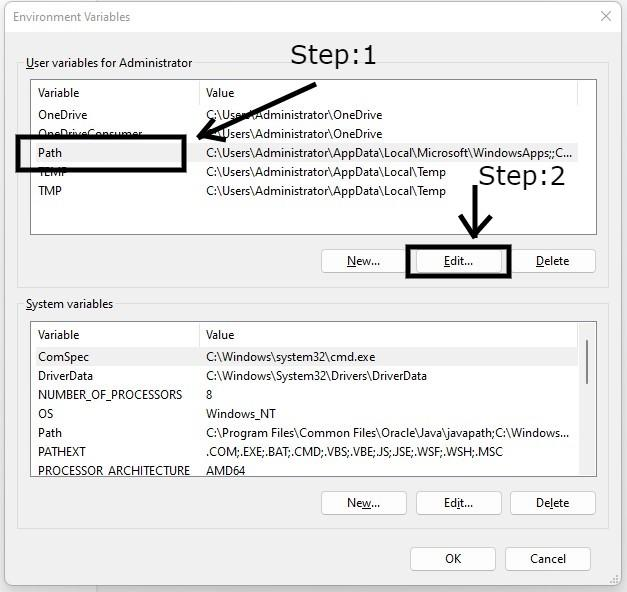 Environment Variables
Step:1
User variables for Administrator
Variable Value
OneDrive C:\Users\Administrator\OneDrive
OneDriveConsumer C:\Users\Administrator\OneDrive
Path C:\Users\Administrator\AppData\Local\Microsoft\WindowsApps;;C...
TEMP C:\Users\Administrator\AppData\Local\Temp
TMP C:\Users\Administrator\AppData\Local\Temp
Step:2
New... Edit... Delete
System variables
Variable Value
ComSpec C:\Windows\system32\cmd.exe
DriverData C:\Windows\System32\Drivers\DriverData
NUMBER_OF_PROCESSORS 8
OS Windows_NT
Path C:\Program Files\Common Files\Oracle\Java\javapath;C:\Windows...
PATHEXT .COM;.EXE;.BAT;.CMD;.VBS;.VBE;.JS;.JSE;.WSF;.WSH;.MSC
PROCESSOR_ARCHITECTURE AMD64
New... Edit... Delete
OK Cancel